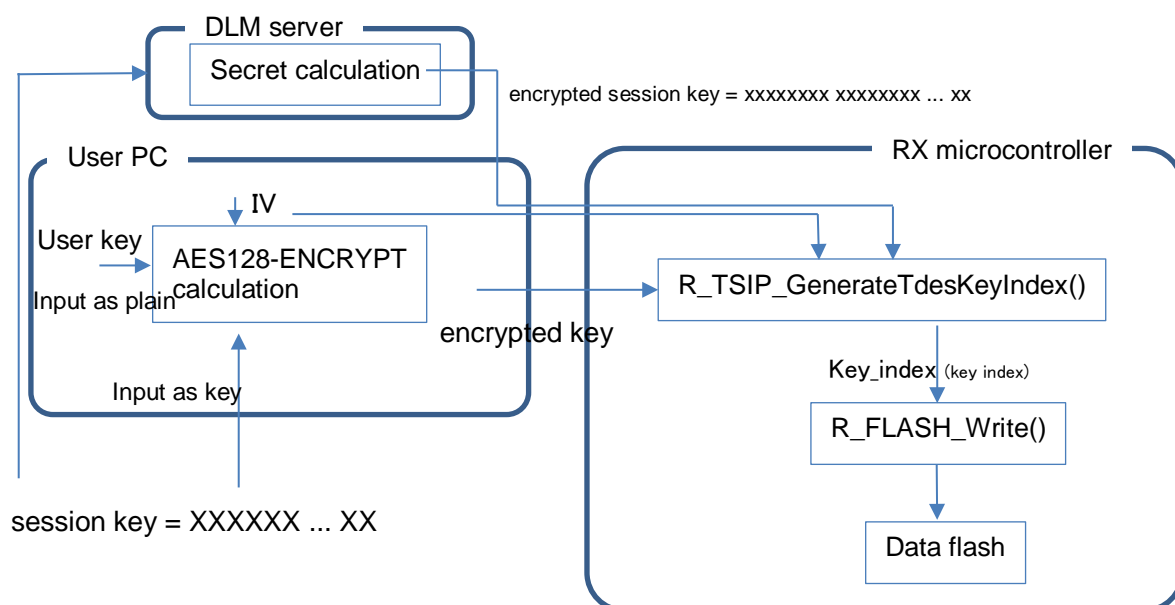 DLM server
Secret calculation
encrypted session key = xxxxxxxx xxxxxxxx ... xx
User PC
RX microcontroller
IV
User key
AES128-ENCRYPT
calculation
Input as plain
R_TSIP_GenerateTdesKeyIndex()
encrypted key
Key_index (key index)
Input as key
R_FLASH_Write()
session key = XXXXXX ... XX
Data flash